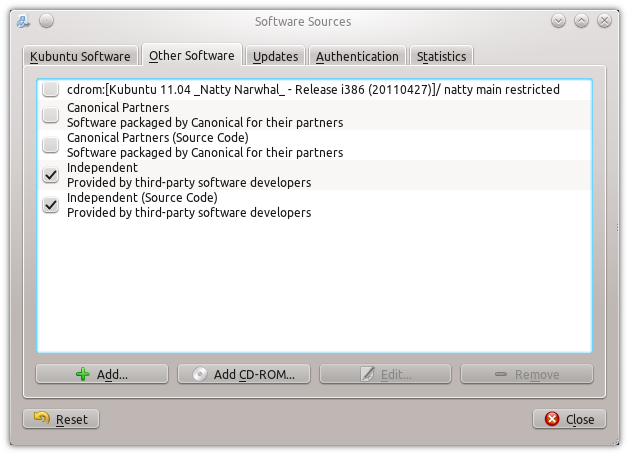 Software Sources
Kubuntu Software Other Software Updates Authentication Statistics
cdrom:[Kubuntu 11.04 _Natty Narwhal_ - Release i386 (20110427)]/ natty main restricted
Canonical Partners
Software packaged by Canonical for their partners
Canonical Partners (Source Code)
Software packaged by Canonical for their partners
Independent
Provided by third-party software developers
Independent (Source Code)
Provided by third-party software developers
Add... Add CD-ROM... Edit... Remove
Reset Close